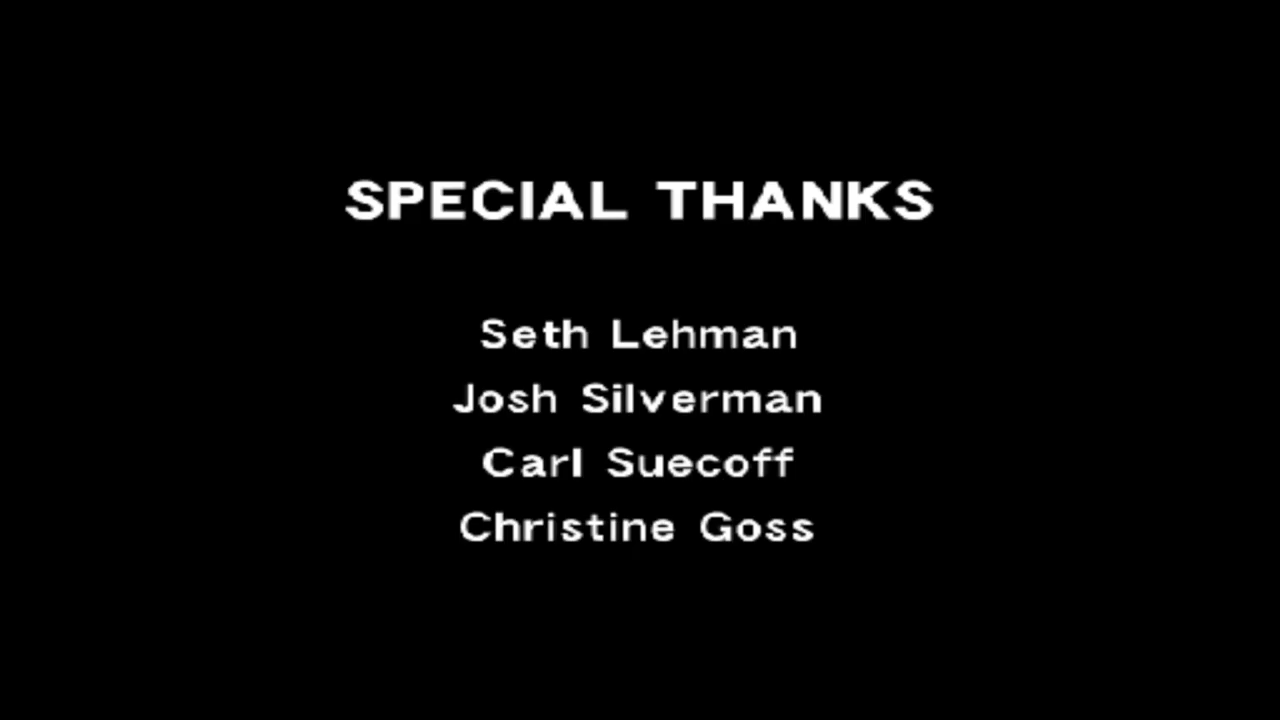 SPECIAL THANKS
Seth Lehman
Josh Silverman
Carl Suecoff
Christine Goss